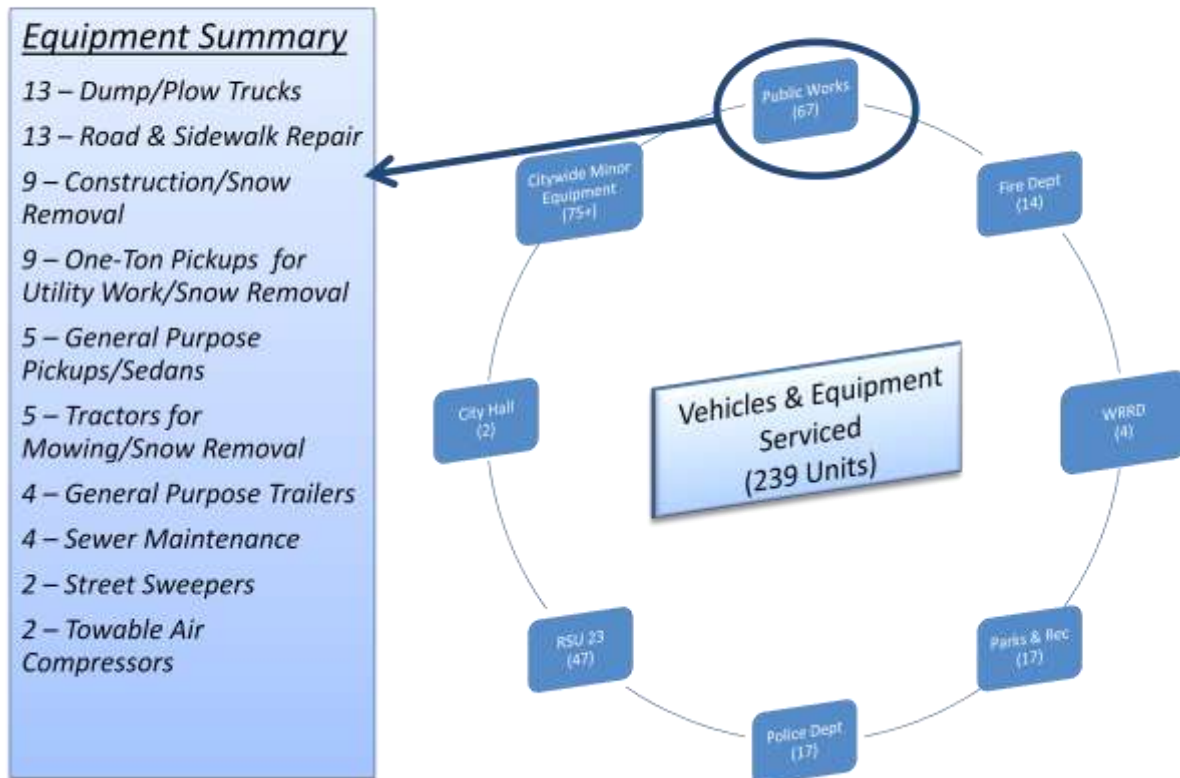 Equipment Summary
13 – Dump/Plow Trucks
13 – Road & Sidewalk Repair
9 – Construction/Snow
Removal
9 – One-Ton Pickups for
Utility Work/Snow Removal
5 – General Purpose
Pickups/Sedans
5 – Tractors for
Mowing/Snow Removal
4 – General Purpose Trailers
4 – Sewer Maintenance
2 – Street Sweepers
2 – Towable Air
Compressors
Public Works
(67)
Fire Dept
(14)
WRRD
(4)
Parks & Rec
(17)
Police Dept
(17)
RSU 23
(47)
City Hall
(2)
Citywide Minor
Equipment
(75+)
Vehicles & Equipment
Serviced
(239 Units)